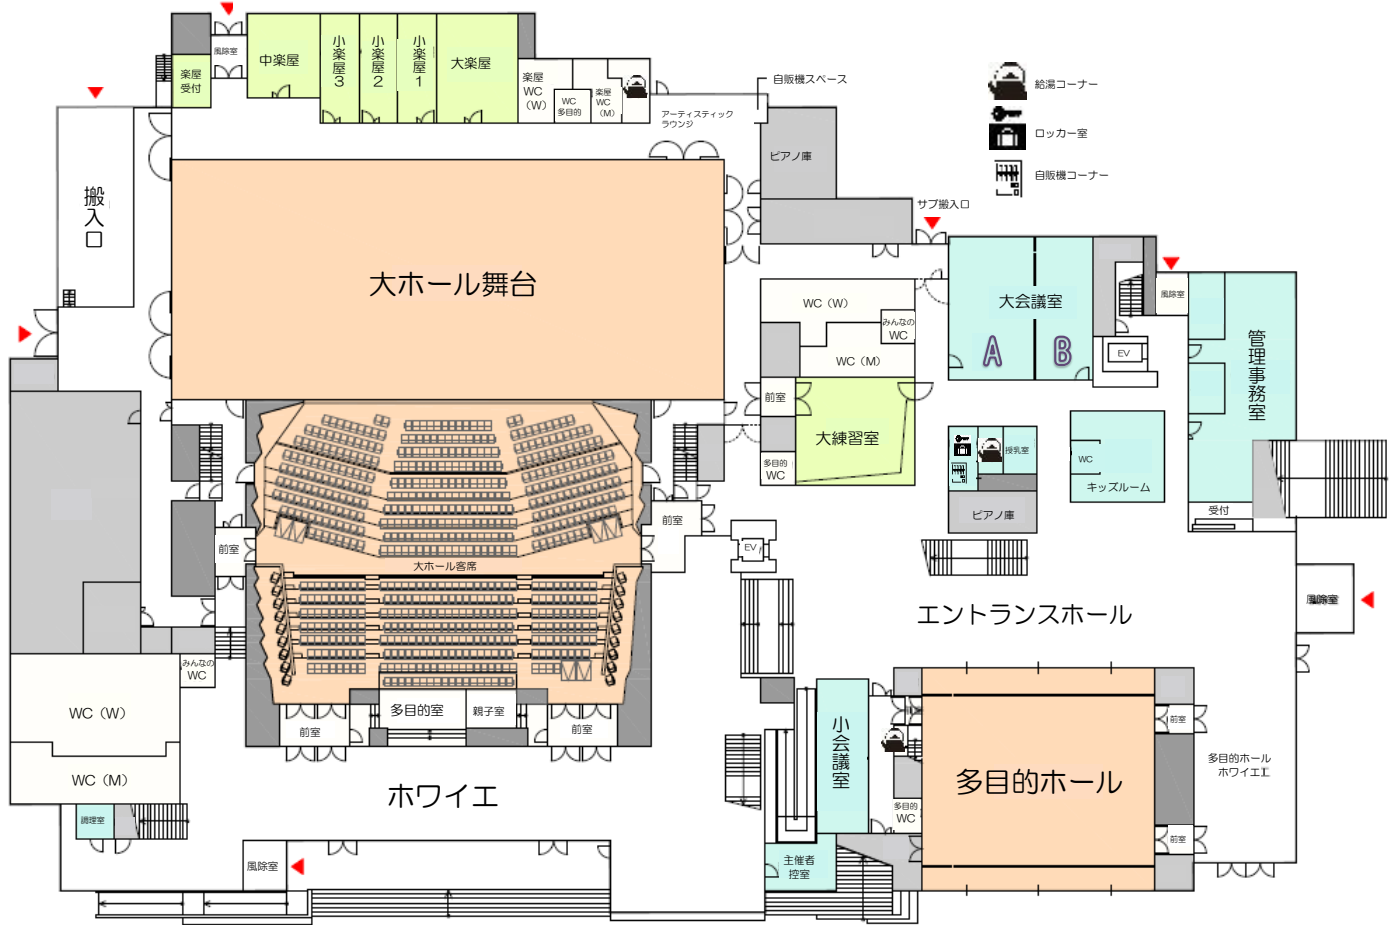 風除室
中楽屋
小楽屋3
小楽屋2
小楽屋1
大楽屋
楽屋
受付
楽屋
WC
(W)
WC
多目的
楽屋
WC
(M)
アーティスティック
ラウンジ
自販機スペース
給湯コーナー
ロッカー室
自販機コーナー
ピアノ庫
搬入口
サブ搬入口
大ホール舞台
WC (W)
みんなの
WC
WC (M)
大会議室
A
B
EV
風除室
管理事務室
前室
大練習室
多目的
WC
授乳室
ピアノ庫
WC
キッズルーム
受付
前室
前室
大ホール客席
EV
エントランスホール
風除室
みんなの
WC
WC (W)
WC (M)
調理室
前室
多目的室
親子室
前室
ホワイエ
風除室
小会議室
多目的
WC
主催者
控室
多目的ホール
前室
前室
多目的ホール
ホワイエエ